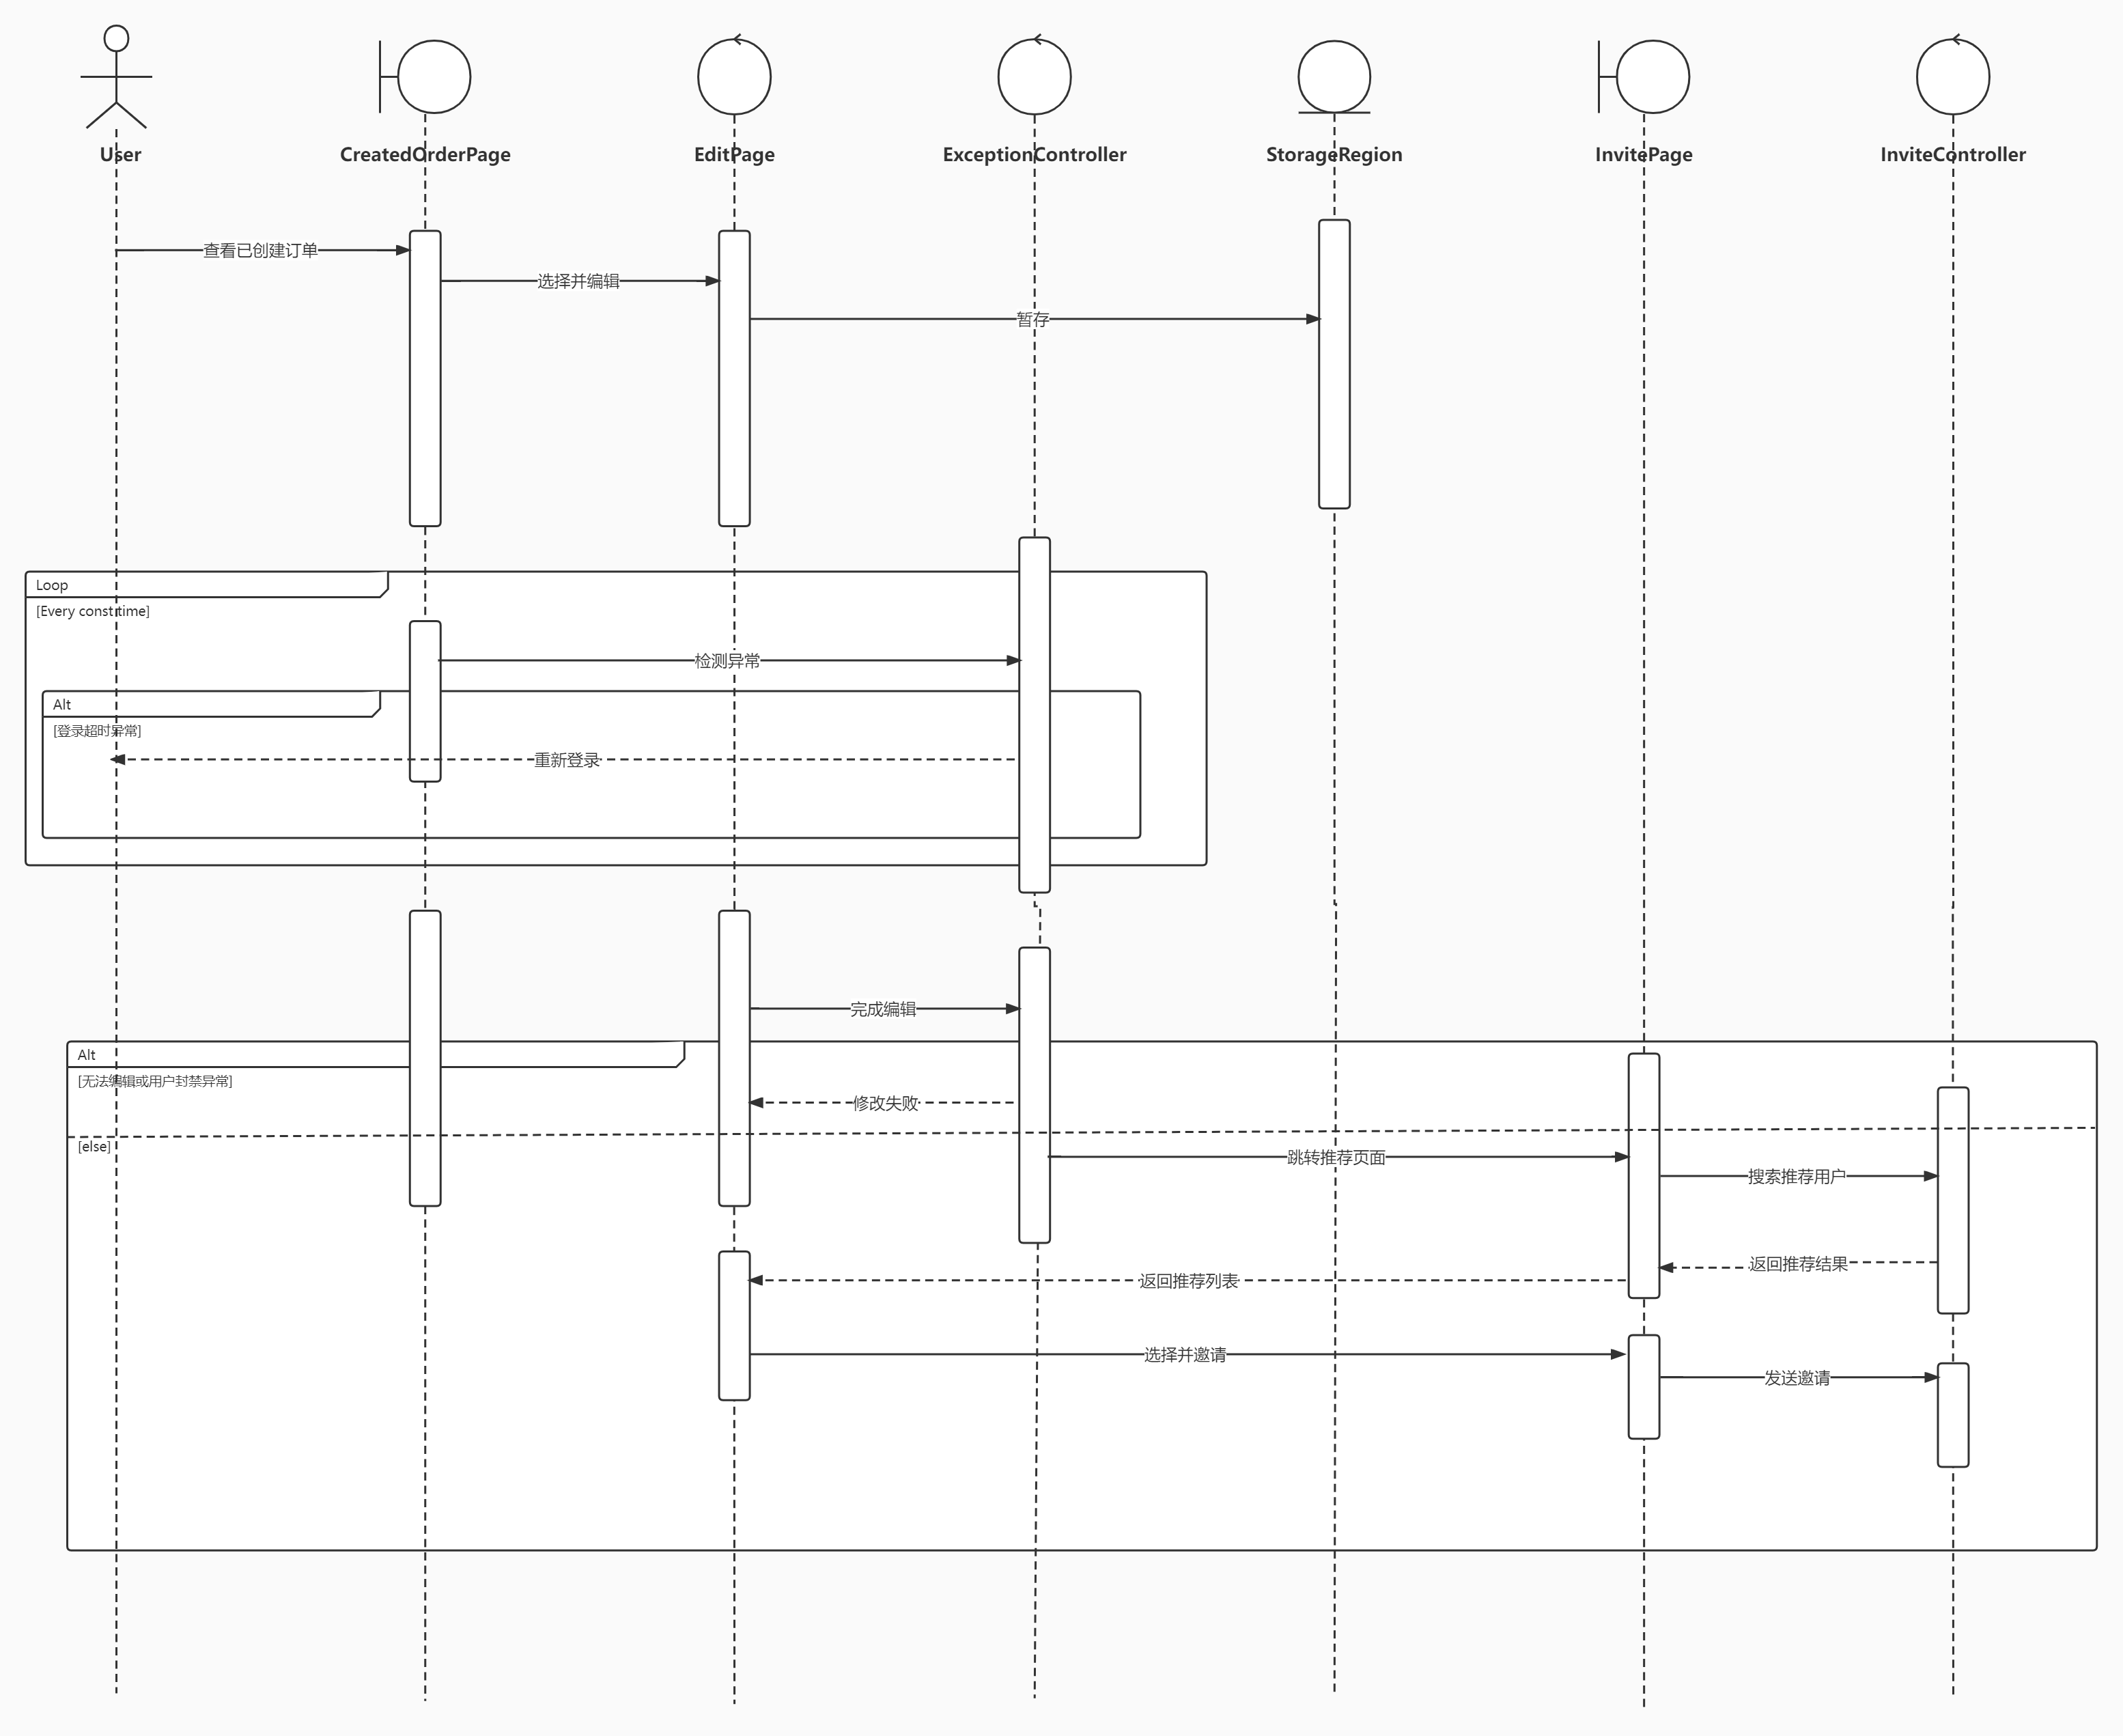 User
CreatedOrderPage
EditPage
ExceptionController
StorageRegion
InvitePage
InviteController
查看已创建订单
选择并编辑
暂存
Loop
[Every const time]
检测异常
Alt
[登录超时异常]
重新登录
完成编辑
Alt
[无法编辑或用户封禁异常]
修改失败
[else]
跳转推荐页面
搜索推荐用户
返回推荐结果
返回推荐列表
选择并邀请
发送邀请